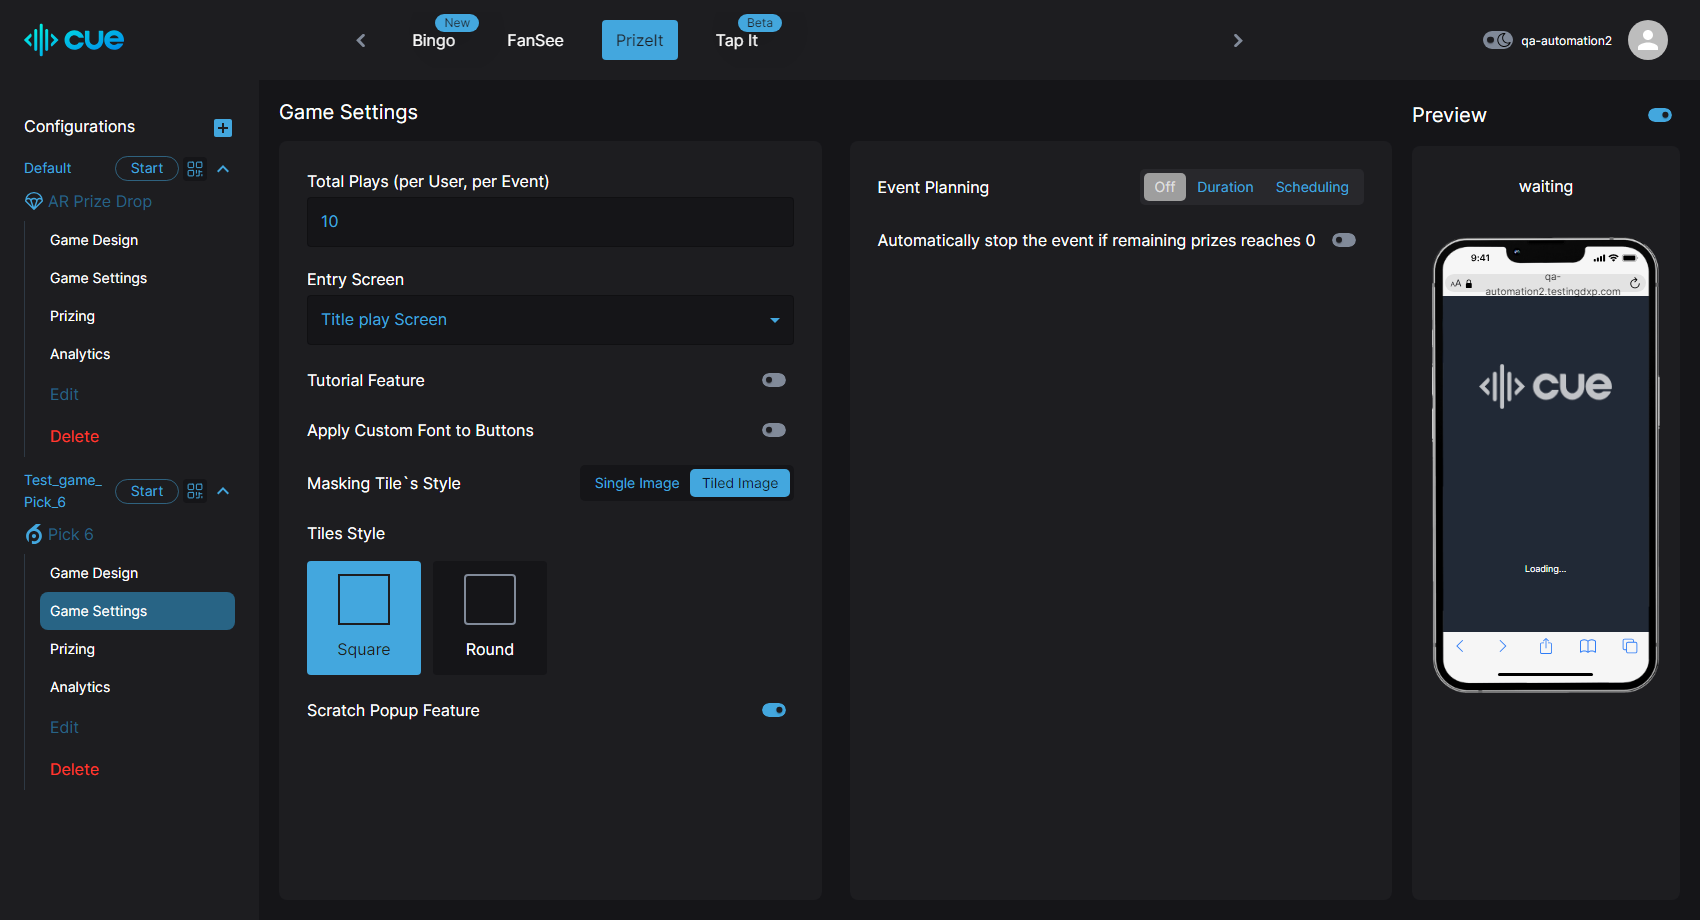 cue
Bingo
New
FanSee
PrizeIt
Tap It
Beta
qa-automation2
Configurations
Default
Start
AR Prize Drop
Game Design
Game Settings
Prizing
Analytics
Edit
Delete
Test_game_
Pick_6
Start
Pick 6
Game Design
Game Settings
Prizing
Analytics
Edit
Delete
Game Settings
Total Plays (per User, per Event)
10
Entry Screen
Title play Screen
Tutorial Feature
Apply Custom Font to Buttons
Masking Tile`s Style
Single Image
Tiled Image
Tiles Style
Square
Round
Scratch Popup Feature
Event Planning
Off
Duration
Scheduling
Automatically stop the event if remaining prizes reaches 0
Preview
waiting
9:41
AA
qa-
automation2.testingdxp.com
cue
Loading...